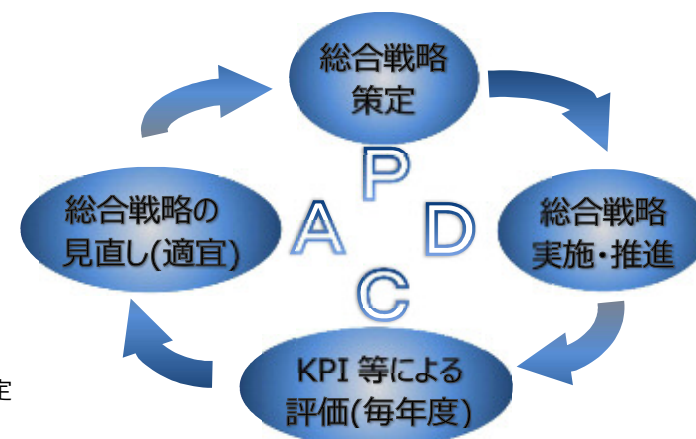 総合戦略
策定
P
総合戦略の
見直し(適宜)
A
D
総合戦略
実施・推進
C
KPI 等による
評価(毎年度)
定